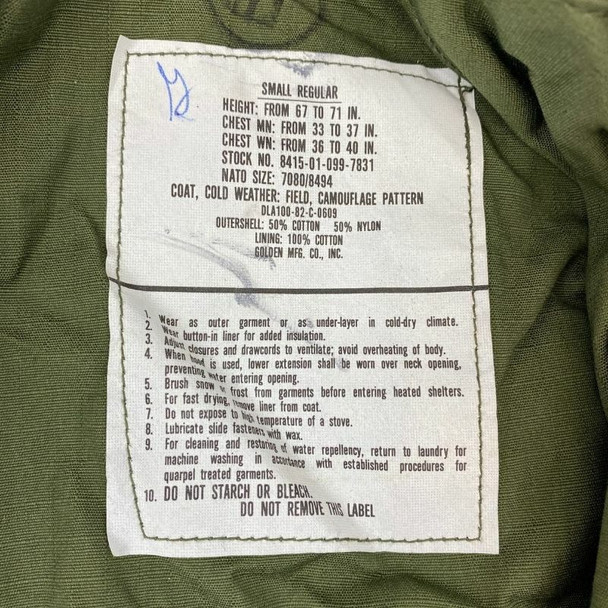 SMALL REGULAR
HEIGHT: FROM 67 TO 71 IN.
CHEST MN: FROM 33 TO 37 IN.
CHEST WN: FROM 36 TO 40 IN.
STOCK NO. 8415-01-099-7831
NATO SIZE: 7080/8494
COAT, COLD WEATHER: FIELD, CAMOUFLAGE PATTERN
DLA100-82-C-0609
OUTERSHELL: 50% COTTON 50% NYLON
LINING: 100% COTTON
GOLDEN MFG. CO., INC.
1. Wear as outer garment or as under-layer in cold-dry climate.
2. Wear button-in liner for added insulation.
3. Adjust closures and drawcords to ventilate; avoid overheating of body.
4. When hood is used, lower extension shall be worn over neck opening,
preventing water entering opening.
5. Brush snow or frost from garments before entering heated shelters.
6. For fast drying, remove liner from coat.
7. Do not expose to high temperature of a stove.
8. Lubricate slide fasteners with wax.
9. For cleaning and restoring of water repellency, return to laundry for
machine washing in accordance with established procedures for
quarpel treated garments.
10. DO NOT STARCH OR BLEACH.
DO NOT REMOVE THIS LABEL